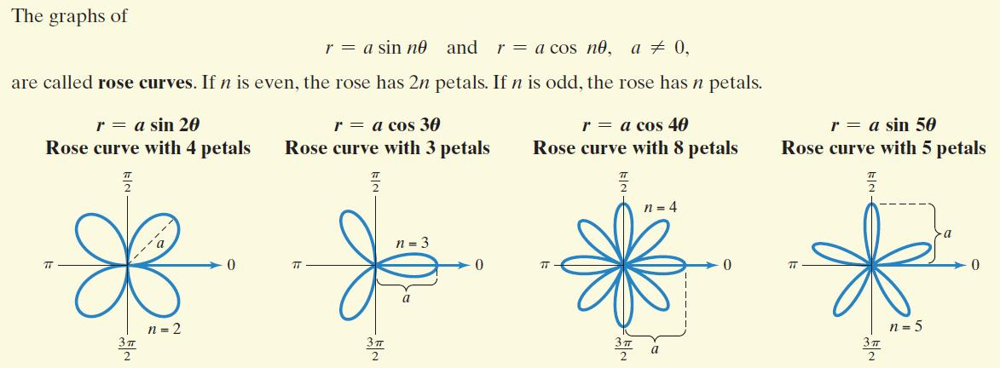 The graphs of
r = a sin nθ and r = a cos nθ, a ≠ 0,
are called rose curves. If n is even, the rose has 2n petals. If n is odd, the rose has n petals.
r = a sin 2θ
Rose curve with 4 petals
π/2
a
π
0
n = 2
3π/2
r = a cos 3θ
Rose curve with 3 petals
π/2
n = 3
π
0
a
3π/2
r = a cos 4θ
Rose curve with 8 petals
π/2
n = 4
π
0
3π/2
a
r = a sin 5θ
Rose curve with 5 petals
π/2
a
π
0
n = 5
3π/2